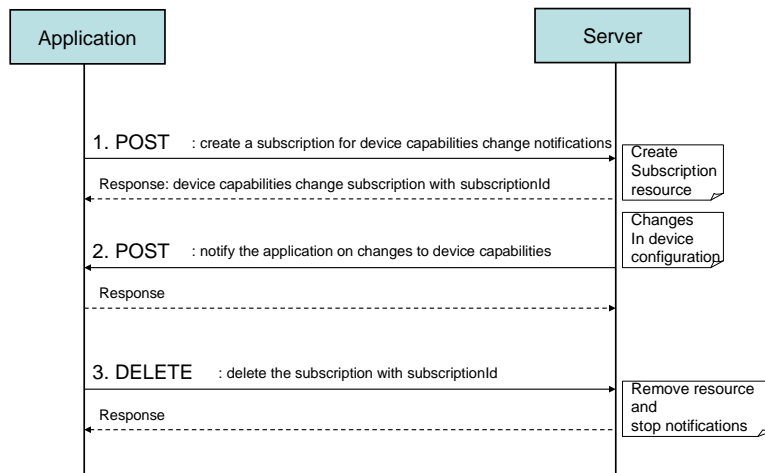 Application
Server
1. POST : create a subscription for device capabilities change notifications
Create
Subscription
resource
Response: device capabilities change subscription with subscriptionId
Changes
In device
configuration
2. POST : notify the application on changes to device capabilities
Response
3. DELETE : delete the subscription with subscriptionId
Remove resource
and
stop notifications
Response